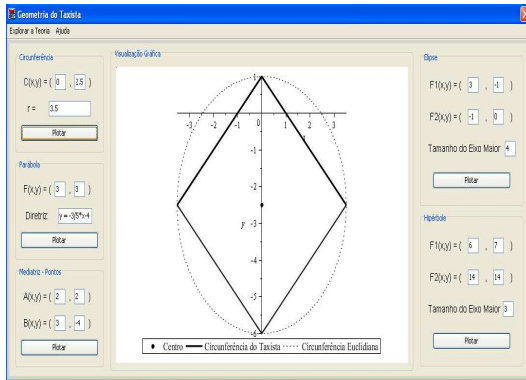 Geometria do Taxista
Explorar a Teoria Ajuda
Circunferência
C(x,y) = ( 0 , 2.5 )
r = 3.5
Plotar
Parábola
F(x,y) = ( 3 , 3 )
Diretriz: y = -3/5*x-4
Plotar
Mediatriz - Pontos
A(x,y) = ( 2 , 2 )
B(x,y) = ( 3 , -4 )
Plotar
Visualização Gráfica
1
-3 -2 -1 0 1 2 3
-1
-2
y -3
-4
-5
-6
Centro Circunferência do Taxista Circunferência Euclidiana
Elipse
F1(x,y) = ( 3 , -1 )
F2(x,y) = ( -1 , 0 )
Tamanho do Eixo Maior 4
Plotar
Hipérbole
F1(x,y) = ( 6 , 7 )
F2(x,y) = ( 14 , 14 )
Tamanho do Eixo Maior 3
Plotar